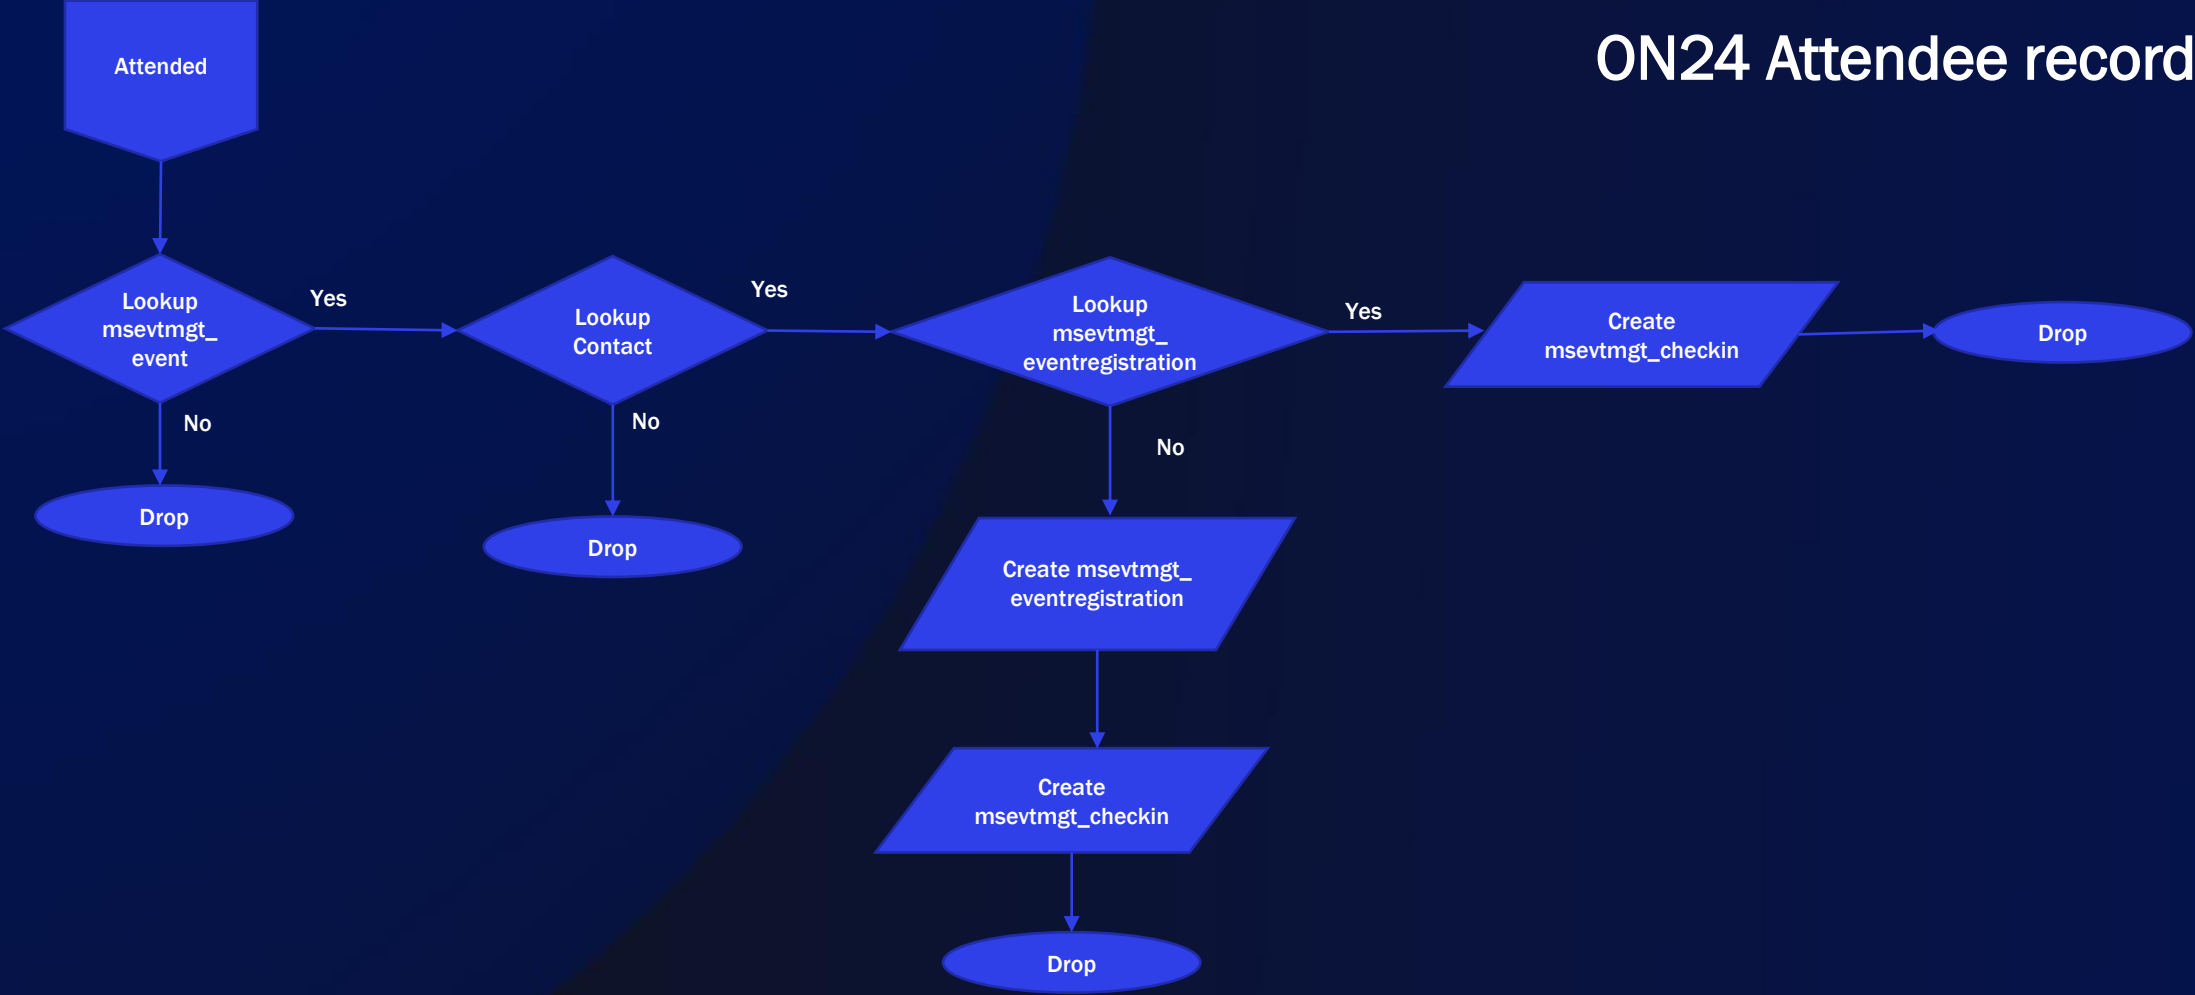 ON24 Attendee record
Attended
Lookup
msevtmgt_
event
Yes
No
Drop
Lookup
Contact
Yes
No
Drop
Lookup
msevtmgt_
eventregistration
Yes
No
Create
msevtmgt_checkin
Drop
Create msevtmgt_
eventregistration
Create
msevtmgt_checkin
Drop